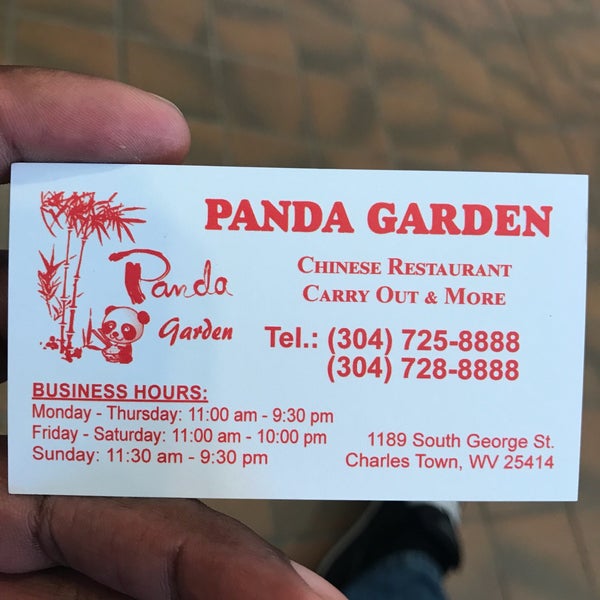 PANDA GARDEN
CHINESE RESTAURANT
CARRY OUT & MORE
Panda
Garden
Tel.: (304) 725-8888
(304) 728-8888
BUSINESS HOURS:
Monday - Thursday: 11:00 am - 9:30 pm
Friday - Saturday: 11:00 am - 10:00 pm
Sunday: 11:30 am - 9:30 pm
1189 South George St.
Charles Town, WV 25414